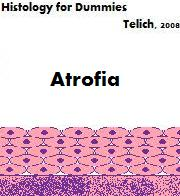 Histology for Dummies
Telich, 2008
Atrofia